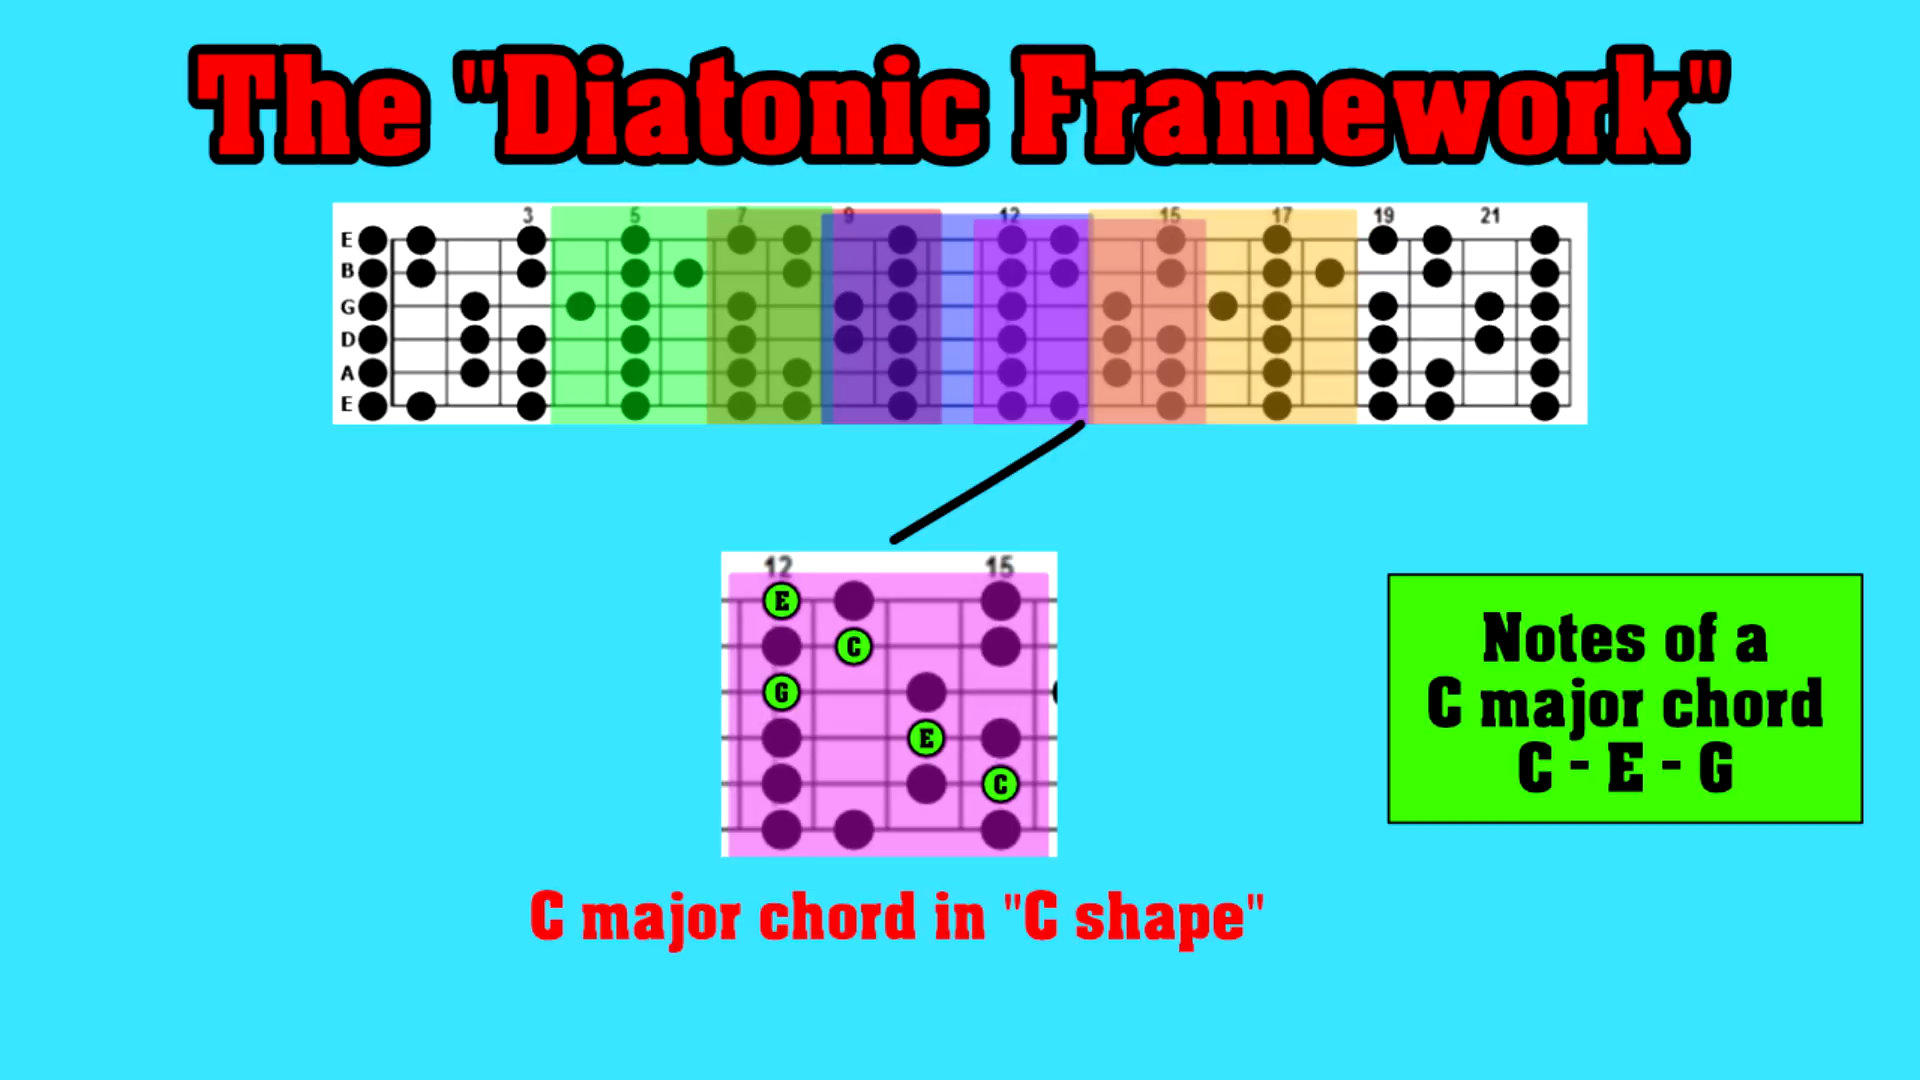 The "Diatonic Framework"
3 5 7 9 12 15 17 19 21
E
B
G
D
A
E
12 15
E
C
G
E
C
Notes of a
C major chord
C - E - G
C major chord in "C shape"